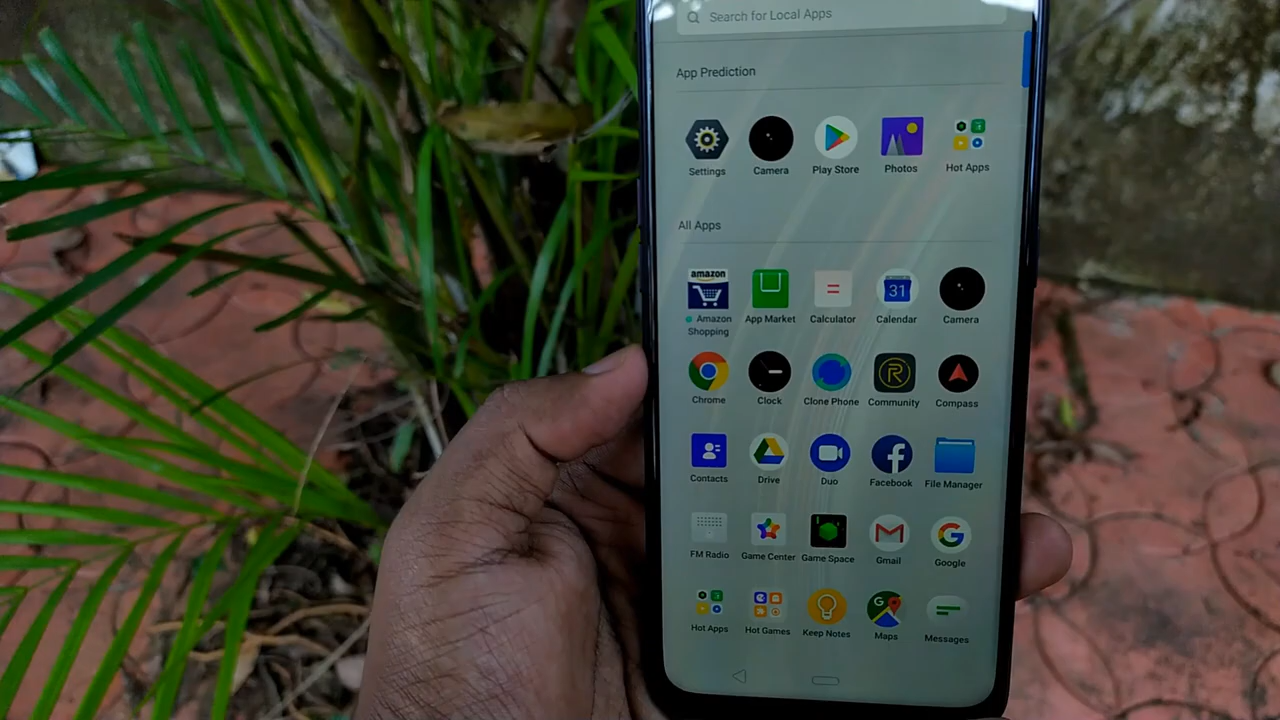 Search for Local Apps
App Prediction
Settings
Camera
Play Store
Photos
Hot Apps
All Apps
amazon
31
Amazon
Shopping
App Market
Calculator
Calendar
Camera
Chrome
Clock
Clone Phone
Community
Compass
Contacts
Drive
Duo
Facebook
File Manager
FM Radio
Game Center
Game Space
Gmail
Google
Hot Apps
Hot Games
Keep Notes
Maps
Messages